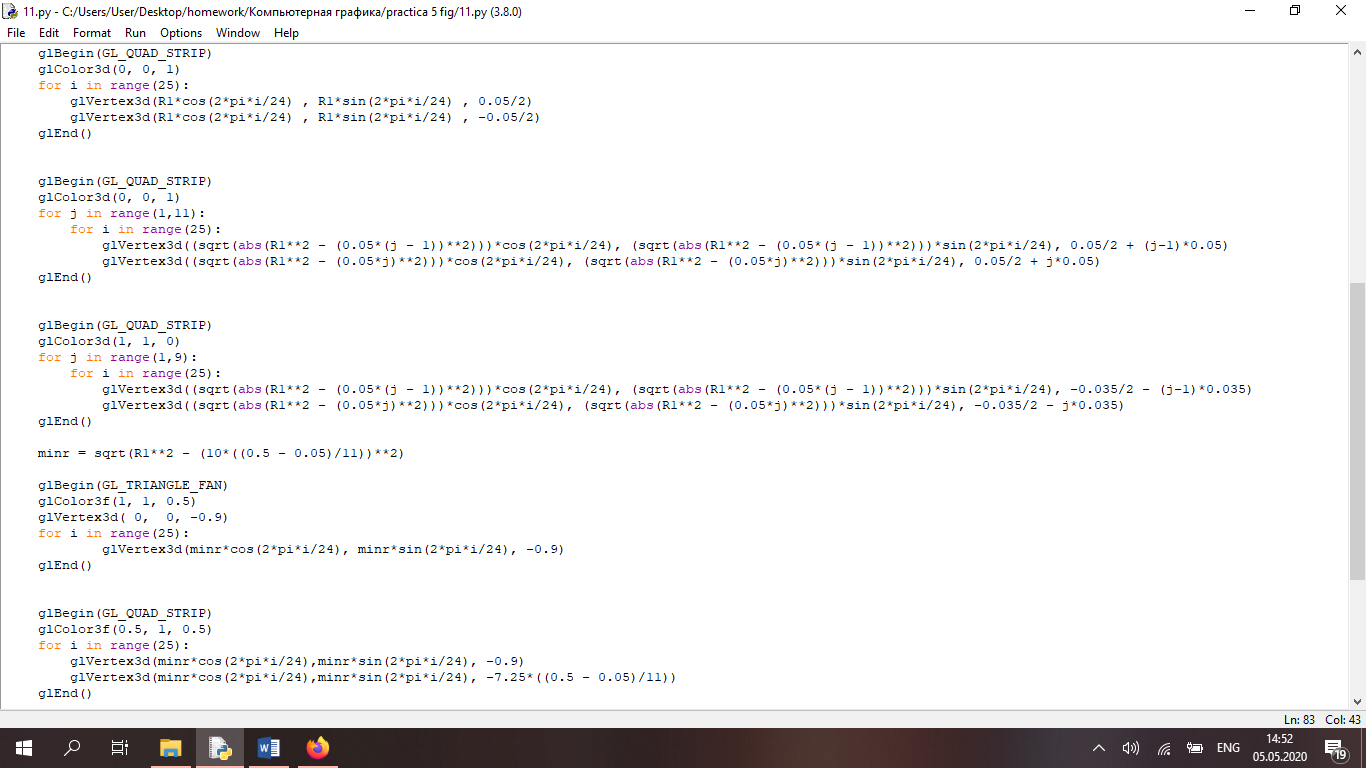 11.py - C:/Users/User/Desktop/homework/Компьютерная графика/practica 5 fig/11.py (3.8.0)
File Edit Format Run Options Window Help
glBegin(GL_QUAD_STRIP)
glColor3d(0, 0, 1)
for i in range(25):
    glVertex3d(R1*cos(2*pi*i/24) , R1*sin(2*pi*i/24) , 0.05/2)
    glVertex3d(R1*cos(2*pi*i/24) , R1*sin(2*pi*i/24) , -0.05/2)
glEnd()
glBegin(GL_QUAD_STRIP)
glColor3d(0, 0, 1)
for j in range(1,11):
    for i in range(25):
        glVertex3d((sqrt(abs(R1**2 - (0.05*(j - 1))**2)))*cos(2*pi*i/24), (sqrt(abs(R1**2 - (0.05*(j - 1))**2)))*sin(2*pi*i/24), 0.05/2 + (j-1)*0.05)
        glVertex3d((sqrt(abs(R1**2 - (0.05*j)**2)))*cos(2*pi*i/24), (sqrt(abs(R1**2 - (0.05*j)**2)))*sin(2*pi*i/24), 0.05/2 + j*0.05)
glEnd()
glBegin(GL_QUAD_STRIP)
glColor3d(1, 1, 0)
for j in range(1,9):
    for i in range(25):
        glVertex3d((sqrt(abs(R1**2 - (0.05*(j - 1))**2)))*cos(2*pi*i/24), (sqrt(abs(R1**2 - (0.05*(j - 1))**2)))*sin(2*pi*i/24), -0.035/2 - (j-1)*0.035)
        glVertex3d((sqrt(abs(R1**2 - (0.05*j)**2)))*cos(2*pi*i/24), (sqrt(abs(R1**2 - (0.05*j)**2)))*sin(2*pi*i/24), -0.035/2 - j*0.035)
glEnd()
minr = sqrt(R1**2 - (10*((0.5 - 0.05)/11))**2)
glBegin(GL_TRIANGLE_FAN)
glColor3f(1, 1, 0.5)
glVertex3d( 0,  0, -0.9)
for i in range(25):
        glVertex3d(minr*cos(2*pi*i/24), minr*sin(2*pi*i/24), -0.9)
glEnd()
glBegin(GL_QUAD_STRIP)
glColor3f(0.5, 1, 0.5)
for i in range(25):
    glVertex3d(minr*cos(2*pi*i/24),minr*sin(2*pi*i/24), -0.9)
    glVertex3d(minr*cos(2*pi*i/24),minr*sin(2*pi*i/24), -7.25*((0.5 - 0.05)/11))
glEnd()
Ln: 83 Col: 43
ENG
14:52
05.05.2020
19